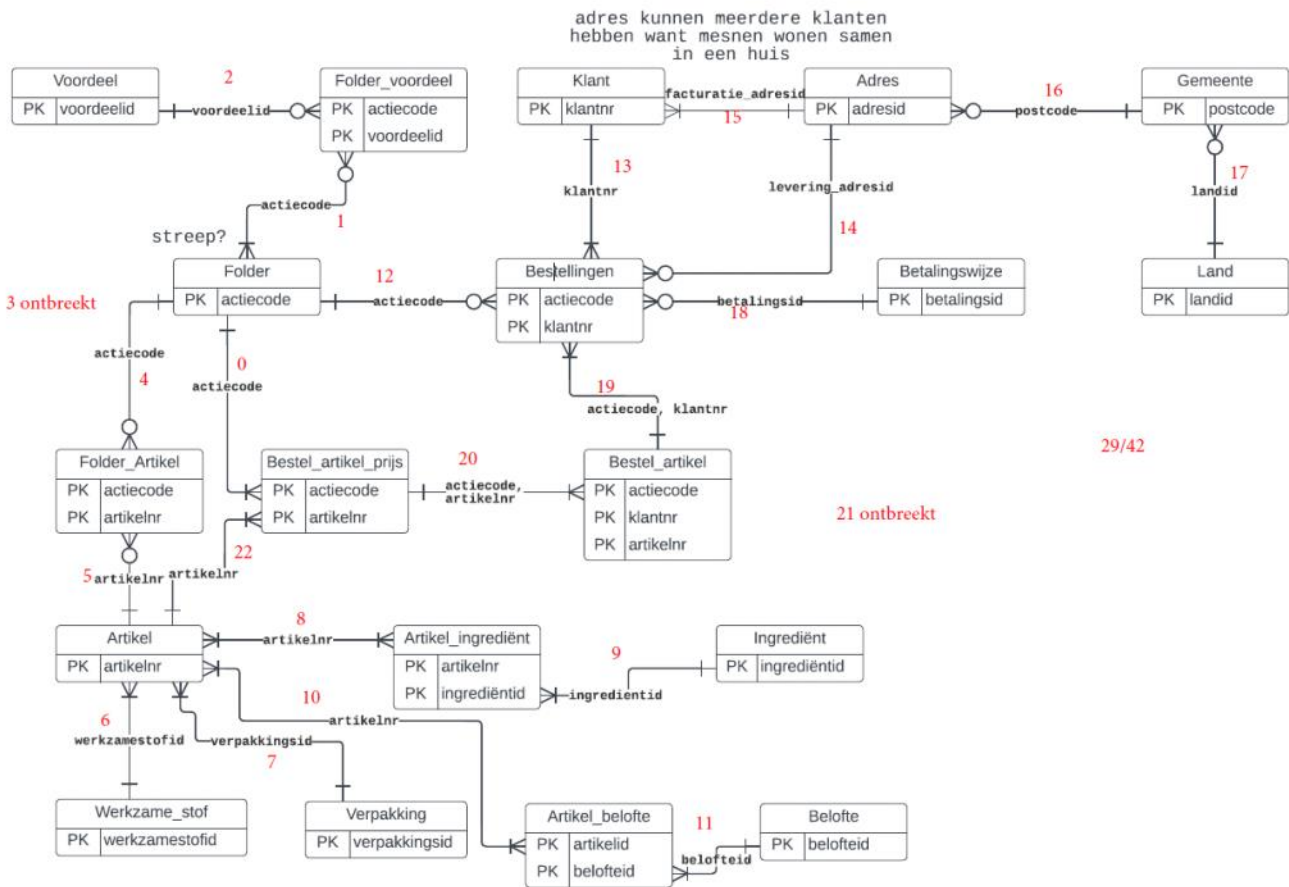 adres kunnen meerdere klanten
hebben want mesnen wonen samen
in een huis
Voordeel
PK voordeelid
2
voordeelid
Folder_voordeel
PK actiecode
PK voordeelid
Klant
PK klantnr
facturatie_adresid
15
Adres
PK adresid
16
postcode
Gemeente
PK postcode
13
klantnr
levering_adresid
14
17
landid
actiecode
1
streep?
3 ontbreekt
Folder
PK actiecode
12
actiecode
Bestellingen
PK actiecode
PK klantnr
betalingsid
18
Betalingswijze
PK betalingsid
Land
PK landid
actiecode
4
0
actiecode
19
actiecode, klantnr
29/42
Folder_Artikel
PK actiecode
PK artikelnr
Bestel_artikel_prijs
PK actiecode
PK artikelnr
20
actiecode,
artikelnr
Bestel_artikel
PK actiecode
PK klantnr
PK artikelnr
21 ontbreekt
22
5
artikelnr
artikelnr
Artikel
PK artikelnr
8
artikelnr
Artikel_ingrediënt
PK artikelnr
PK ingrediëntid
9
ingredientid
Ingrediënt
PK ingrediëntid
10
artikelnr
6
werkzamestofid
verpakkingsid
7
Werkzame_stof
PK werkzamestofid
Verpakking
PK verpakkingsid
Artikel_belofte
PK artikelid
PK belofteid
11
belofteid
Belofte
PK belofteid